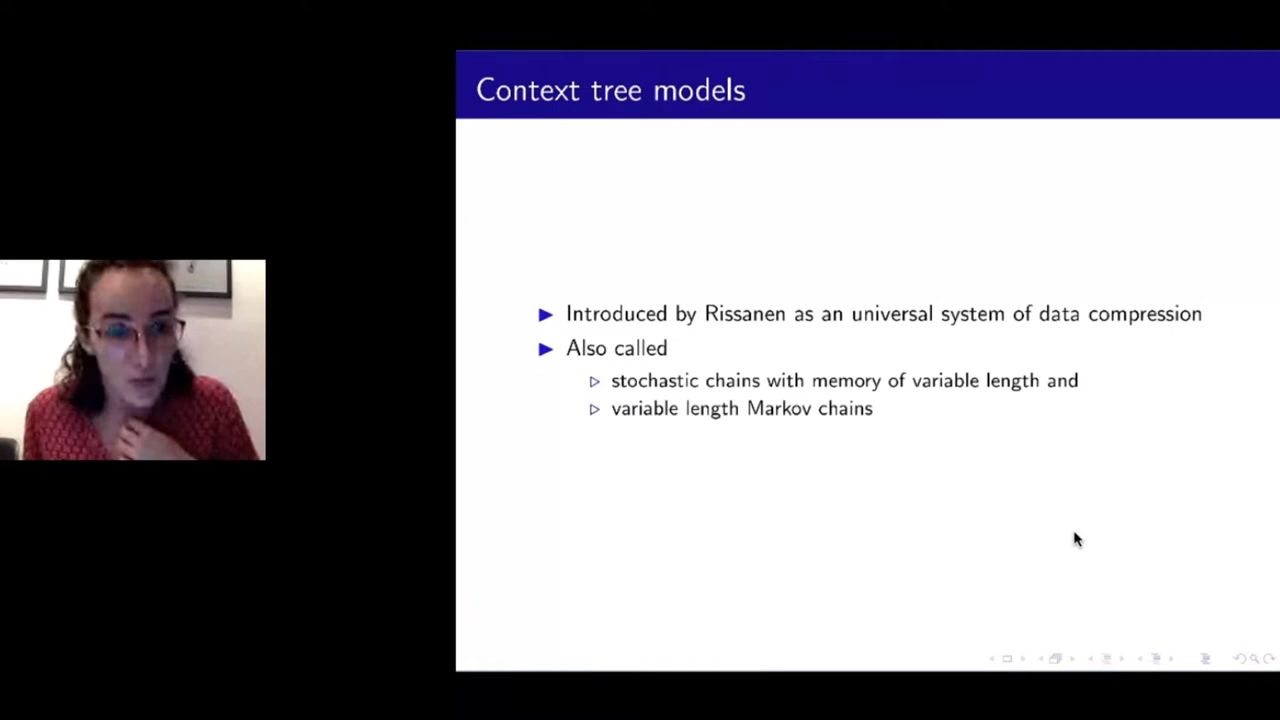 Context tree models
Introduced by Rissanen as an universal system of data compression
Also called
stochastic chains with memory of variable length and
variable length Markov chains